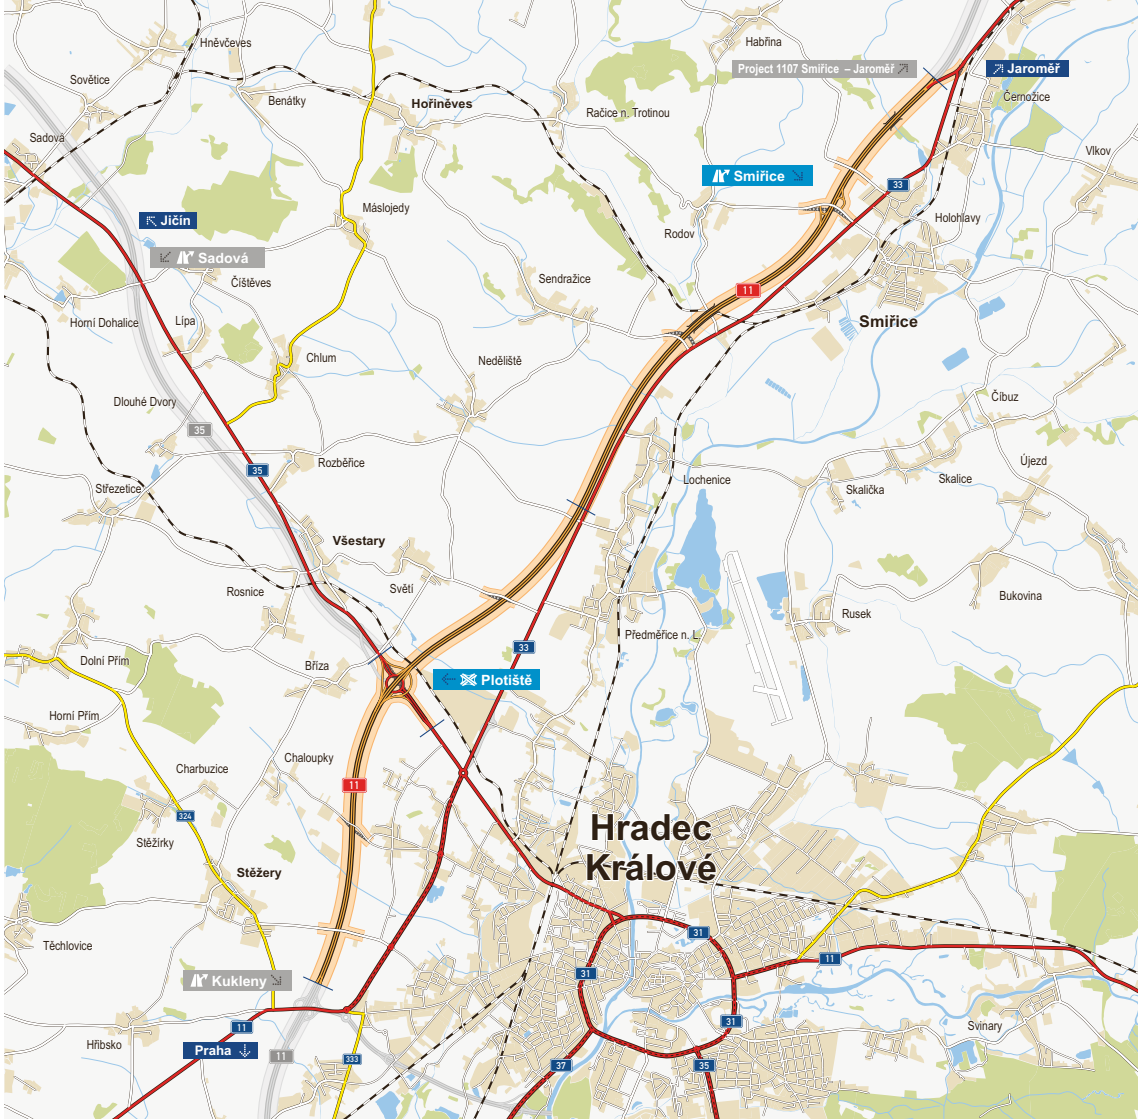 Hněvčeves
Habřina
Project 1107 Smiřice – Jaroměř
Jaroměř
Sovětice
Benátky
Hořiněves
Račice n. Trotinou
Černožice
Sadová
Vlkov
Smiřice
33
Jičín
Máslojedy
Rodov
Holohlavy
Sadová
Číštěves
Sendražice
11
Horní Dohalice
Lípa
Smiřice
Chlum
Neděliště
Dlouhé Dvory
Číbuz
35
35
Rozběřice
Újezd
Střezetice
Lochenice
Skalička
Skalice
Všestary
Rosnice
Světí
Bukovina
Rusek
Předměřice n. L.
33
Dolní Přím
Bříza
Plotiště
Horní Přím
Charbuzice
Chaloupky
11
324
Stěžírky
Hradec
Králové
Stěžery
Těchlovice
31
11
Kukleny
31
11
31
Svinary
Hřibsko
Praha
11
333
37
35